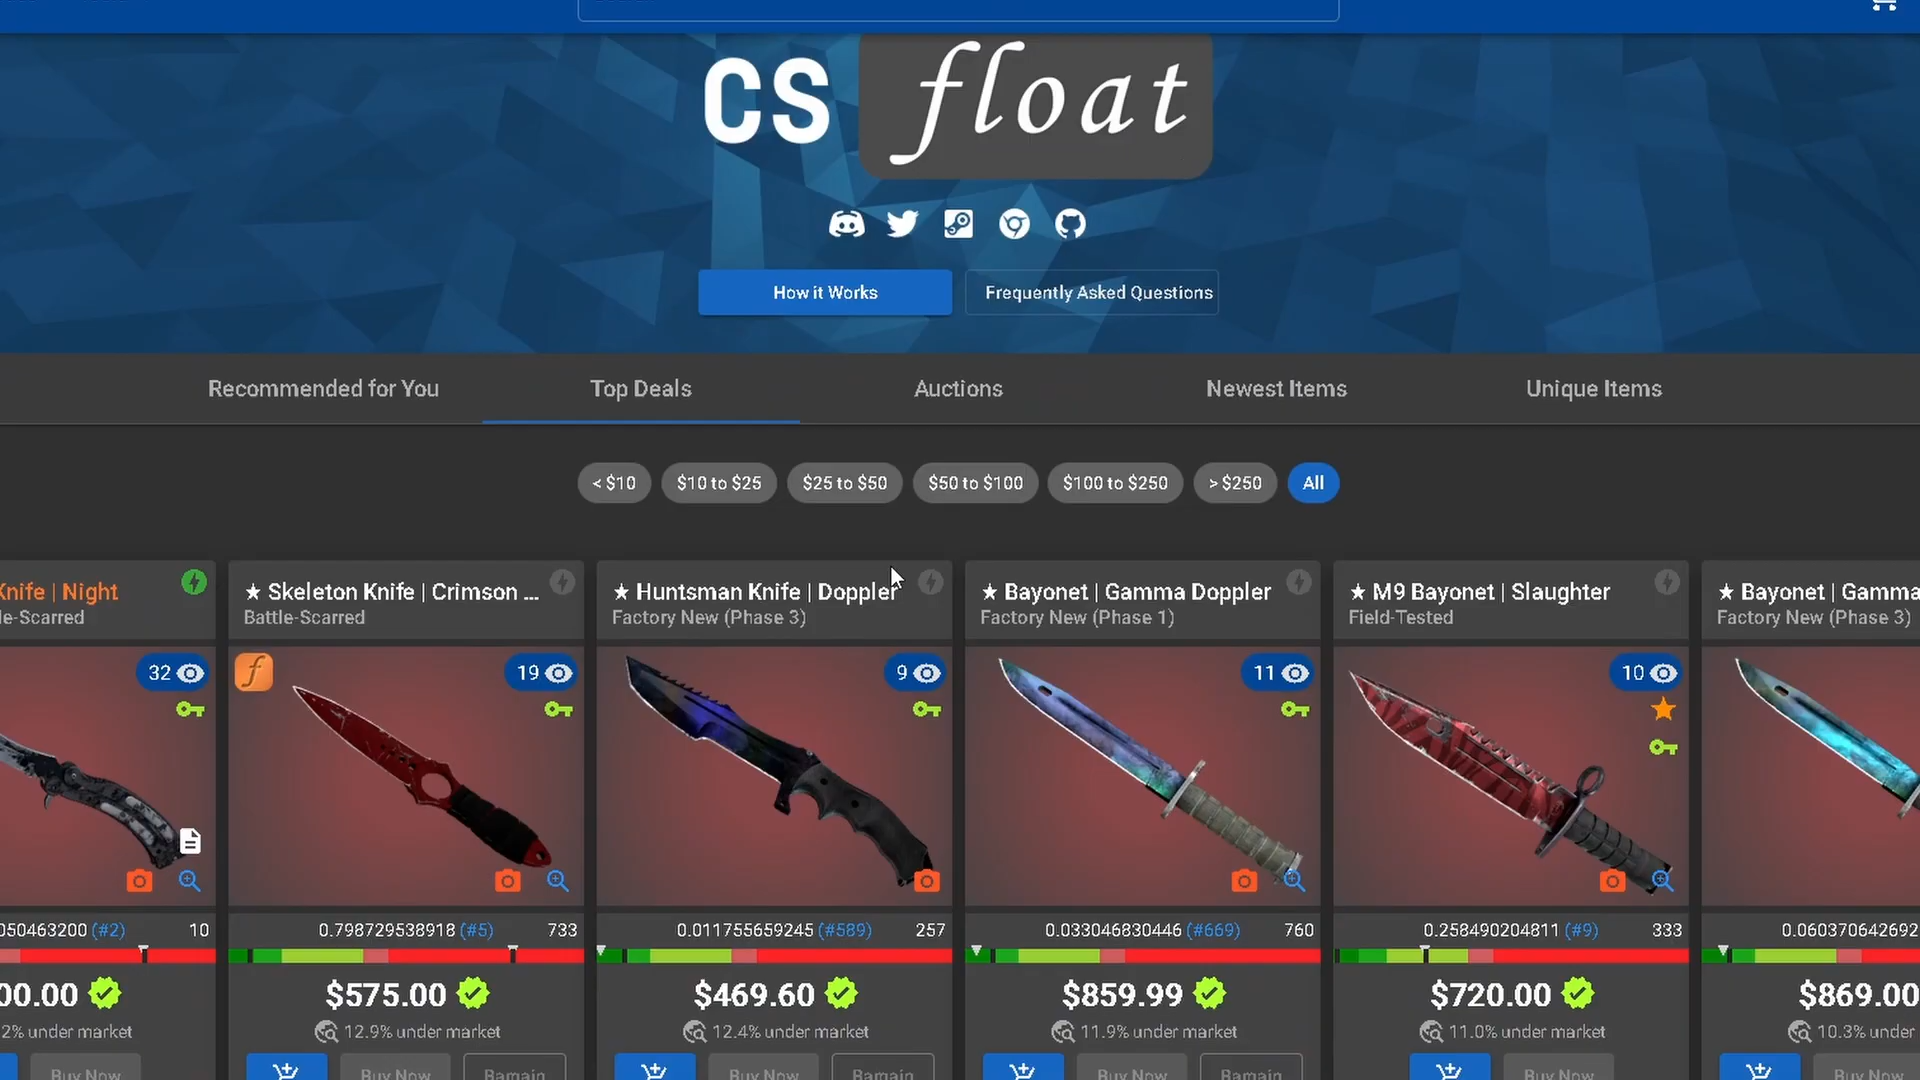 CS float
How it Works
Frequently Asked Questions
Recommended for You
Top Deals
Auctions
Newest Items
Unique Items
< $10
$10 to $25
$25 to $50
$50 to $100
$100 to $250
> $250
All
Knife | Night
le-Scarred
32
050463200 (#2)
10
00.00
2% under market
Buy Now
★ Skeleton Knife | Crimson ...
Battle-Scarred
f
19
0.798729538918 (#5)
733
$575.00
12.9% under market
Buy Now
Bargain
★ Huntsman Knife | Doppler
Factory New (Phase 3)
9
0.011755659245 (#589)
257
$469.60
12.4% under market
Buy Now
Bargain
★ Bayonet | Gamma Doppler
Factory New (Phase 1)
11
0.033046830446 (#669)
760
$859.99
11.9% under market
Buy Now
Bargain
★ M9 Bayonet | Slaughter
Field-Tested
10
0.258490204811 (#9)
333
$720.00
11.0% under market
Buy Now
★ Bayonet | Gamma
Factory New (Phase 3)
0.060370642692
$869.00
10.3% under
Buy Now